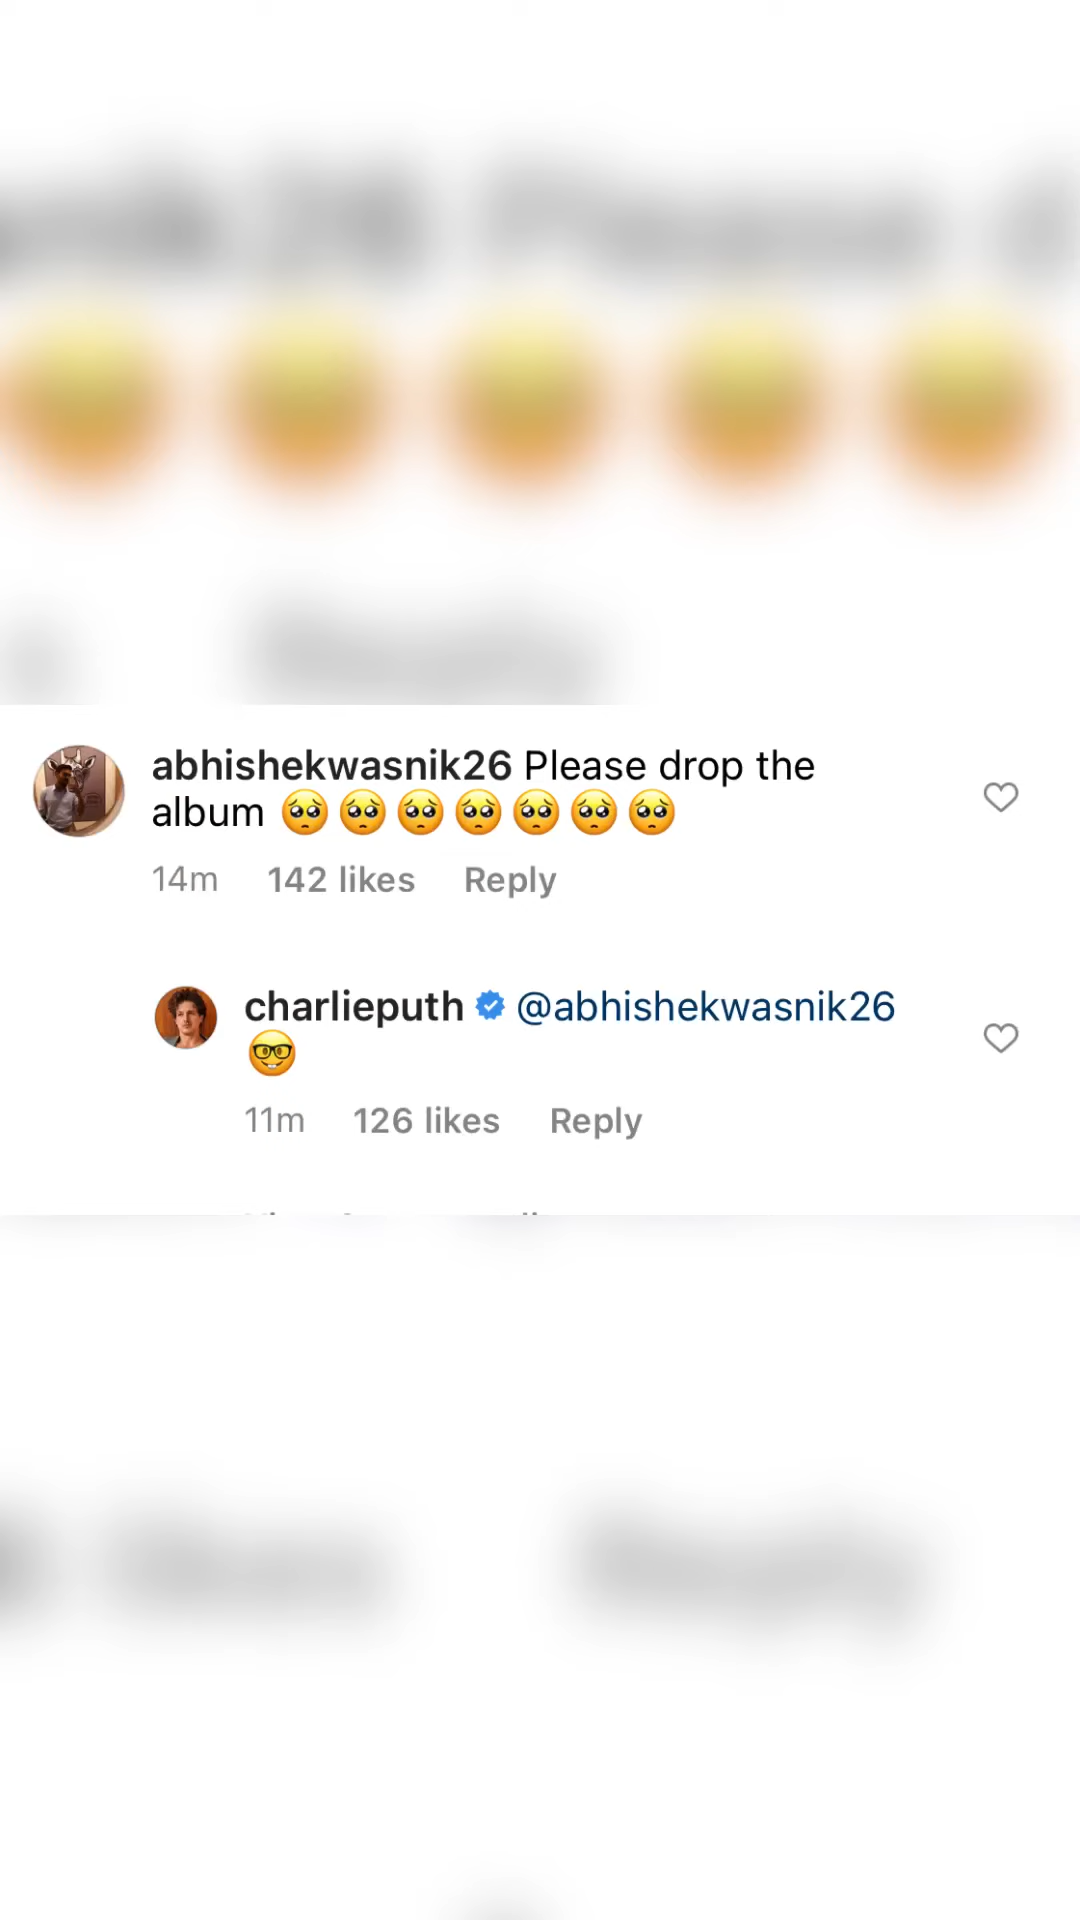 abhishekwasnik26 Please drop the
album 🥺🥺🥺🥺🥺🥺🥺
14m 142 likes Reply
charlieputh @abhishekwasnik26
🤓
11m 126 likes Reply